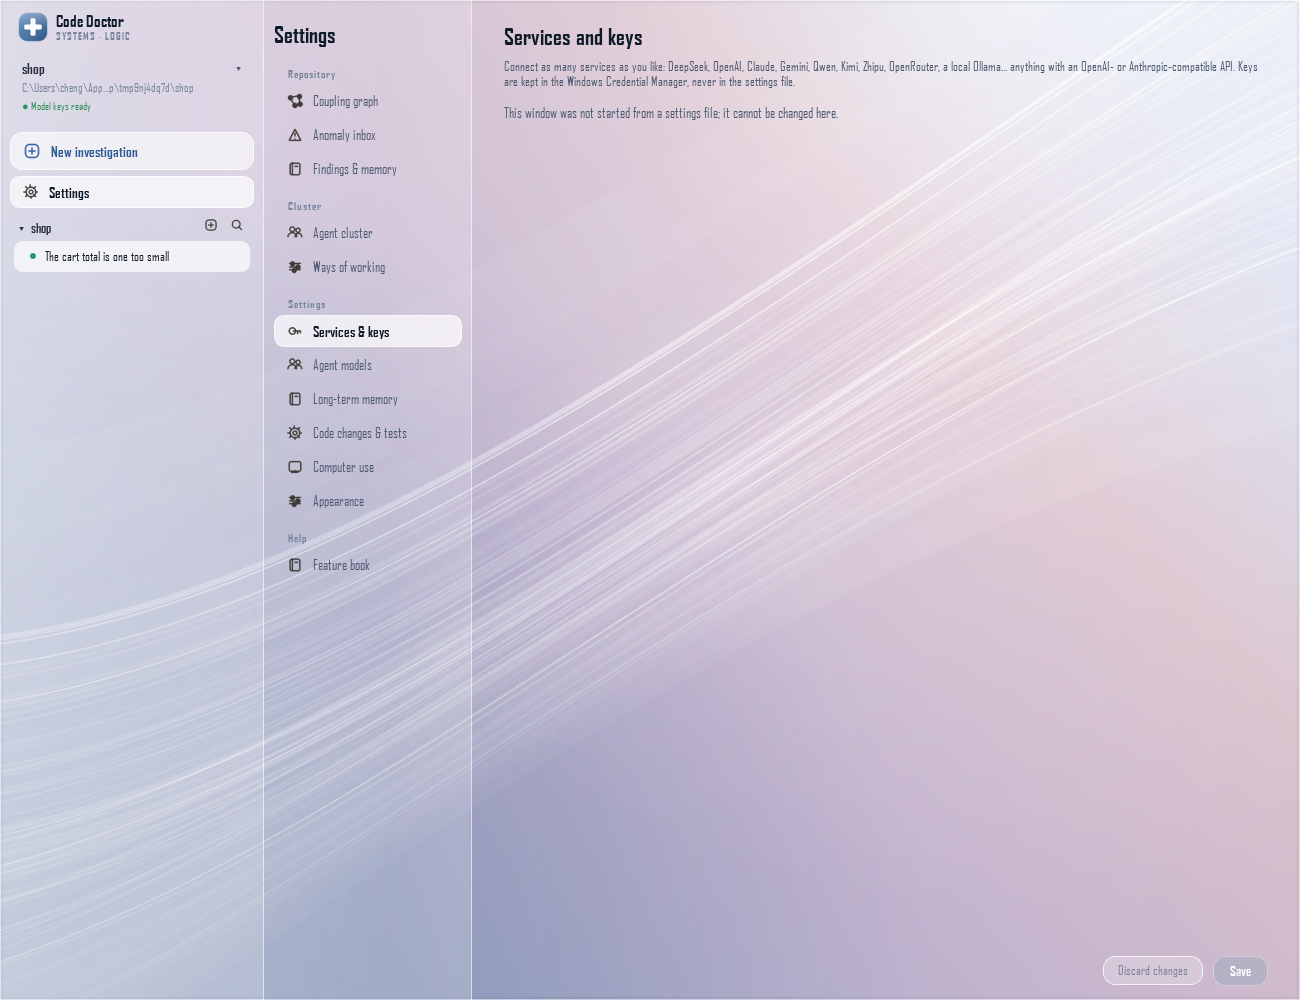 Code Doctor
SYSTEMS · LOGIC
shop
C:\Users\cheng\App...p\tmp9nj4dq7d\shop
Model keys ready
New investigation
Settings
shop
The cart total is one too small
Settings
Repository
Coupling graph
Anomaly inbox
Findings & memory
Cluster
Agent cluster
Ways of working
Settings
Services & keys
Agent models
Long-term memory
Code changes & tests
Computer use
Appearance
Help
Feature book
Services and keys
Connect as many services as you like: DeepSeek, OpenAI, Claude, Gemini, Qwen, Kimi, Zhipu, OpenRouter, a local Ollama... anything with an OpenAI- or Anthropic-compatible API. Keys
are kept in the Windows Credential Manager, never in the settings file.
This window was not started from a settings file; it cannot be changed here.
Discard changes
Save